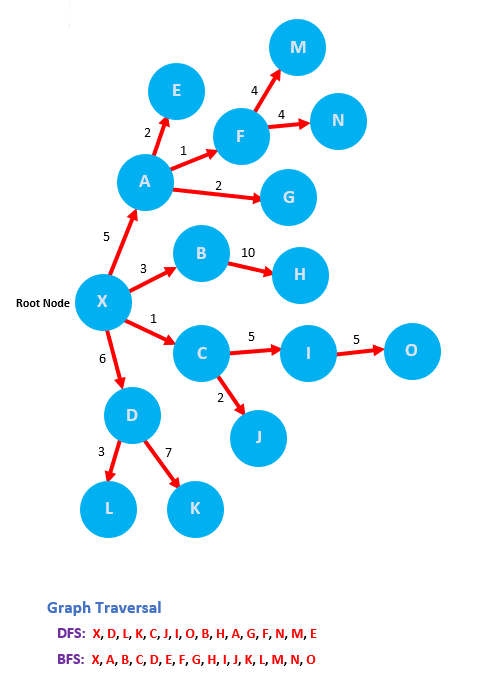 M
4
E
4
N
F
2
1
A
2
G
5
B
10
3
H
Root Node
X
1
5
5
O
C
I
6
2
D
J
3
7
L
K
Graph Traversal
DFS: X, D, L, K, C, J, I, O, B, H, A, G, F, N, M, E
BFS: X, A, B, C, D, E, F, G, H, I, J, K, L, M, N, O